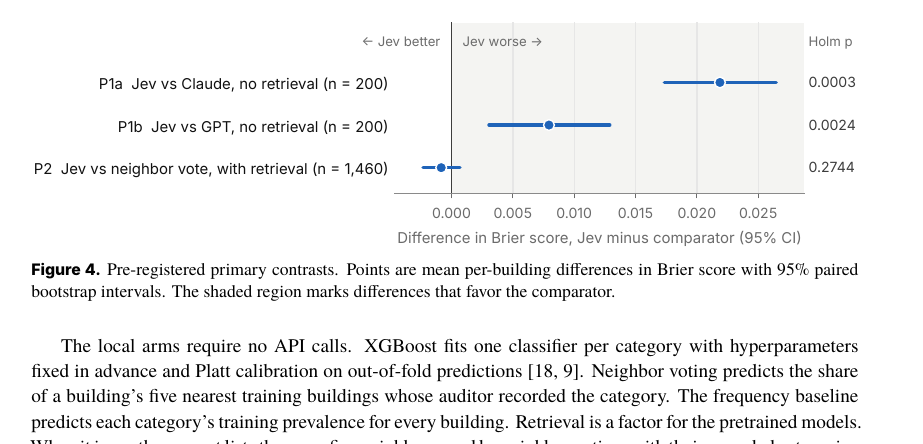 ← Jev better Jev worse → Holm p
P1a Jev vs Claude, no retrieval (n = 200) 0.0003
P1b Jev vs GPT, no retrieval (n = 200) 0.0024
P2 Jev vs neighbor vote, with retrieval (n = 1,460) 0.2744
0.000 0.005 0.010 0.015 0.020 0.025
Difference in Brier score, Jev minus comparator (95% CI)
Figure 4. Pre-registered primary contrasts. Points are mean per-building differences in Brier score with 95% paired
bootstrap intervals. The shaded region marks differences that favor the comparator.
The local arms require no API calls. XGBoost fits one classifier per category with hyperparameters
fixed in advance and Platt calibration on out-of-fold predictions [18, 9]. Neighbor voting predicts the share
of a building’s five nearest training buildings whose auditor recorded the category. The frequency baseline
predicts each category’s training prevalence for every building. Retrieval is a factor for the pretrained models.